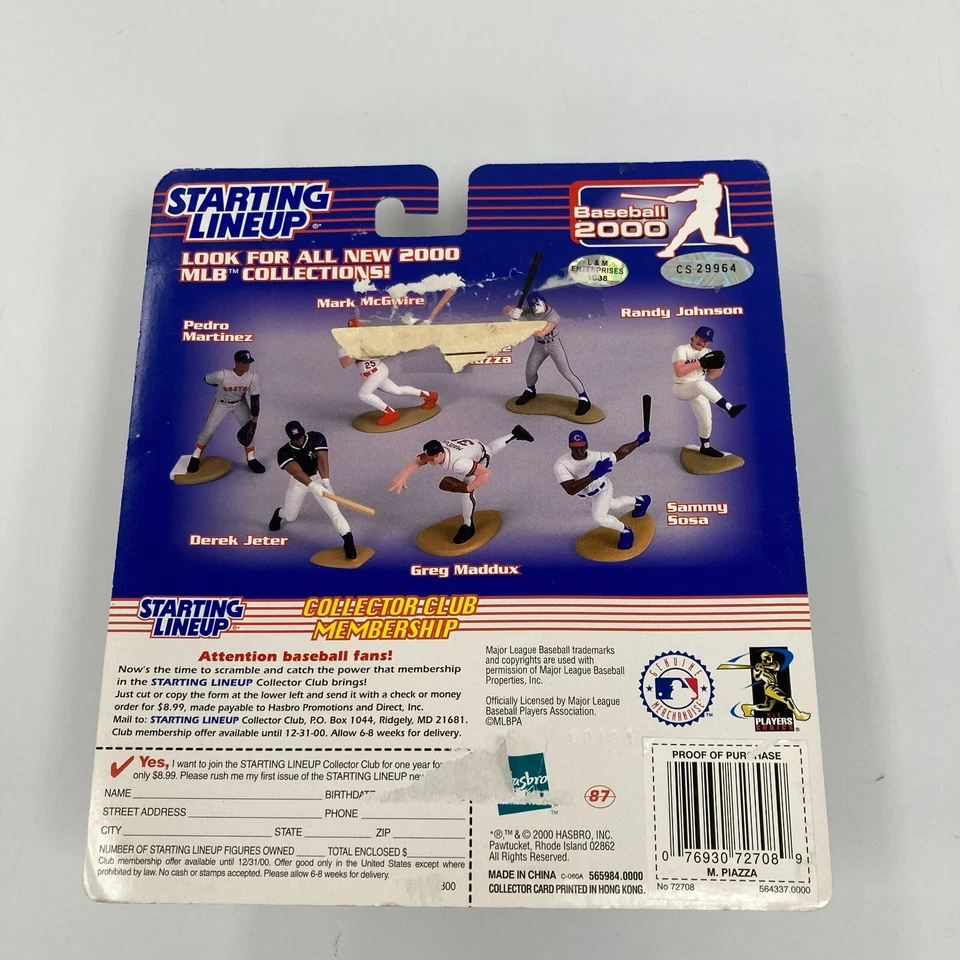 STARTING
LINEUP®
Baseball
2000
LOOK FOR ALL NEW 2000
MLB™ COLLECTIONS!
L & M
ENTERPRISES
CS 29964
Mark McGwire
Randy Johnson
Pedro
Martinez
BOSTON
25
Sammy
Sosa
Derek Jeter
Greg Maddux
STARTING
LINEUP®
COLLECTOR CLUB
MEMBERSHIP
Attention baseball fans!
Now's the time to scramble and catch the power that membership
in the STARTING LINEUP Collector Club brings!
Just cut or copy the form at the lower left and send it with a check or money
order for $8.99, made payable to Hasbro Promotions and Direct, Inc.
Mail to: STARTING LINEUP Collector Club, P.O. Box 1044, Ridgely, MD 21681.
Club membership offer available until 12-31-00. Allow 6-8 weeks for delivery.
Major League Baseball trademarks
and copyrights are used with
permission of Major League Baseball
Properties, Inc.
Officially Licensed by Major League
Baseball Players Association.
©MLBPA
GENUINE
MERCHANDISE
™
PLAYERS
CHOICE
Yes, I want to join the STARTING LINEUP Collector Club for one year for
only $8.99. Please rush me my first issue of the STARTING LINEUP
NAME BIRTHDAT
STREET ADDRESS PHONE
CITY STATE ZIP
NUMBER OF STARTING LINEUP FIGURES OWNED TOTAL ENCLOSED $
Club membership offer available until 12/31/00. Offer good only in the United States except where
prohibited by law. No cash or stamps accepted. Please allow 6-8 weeks for delivery.
300
87
*®,™ & © 2000 HASBRO, INC.
Pawtucket, Rhode Island 02862
All Rights Reserved.
MADE IN CHINA C-060A 565984.0000
COLLECTOR CARD PRINTED IN HONG KONG.
PROOF OF PURCHASE
0 76930 72708 9
M. PIAZZA
No 72708 564337.0000